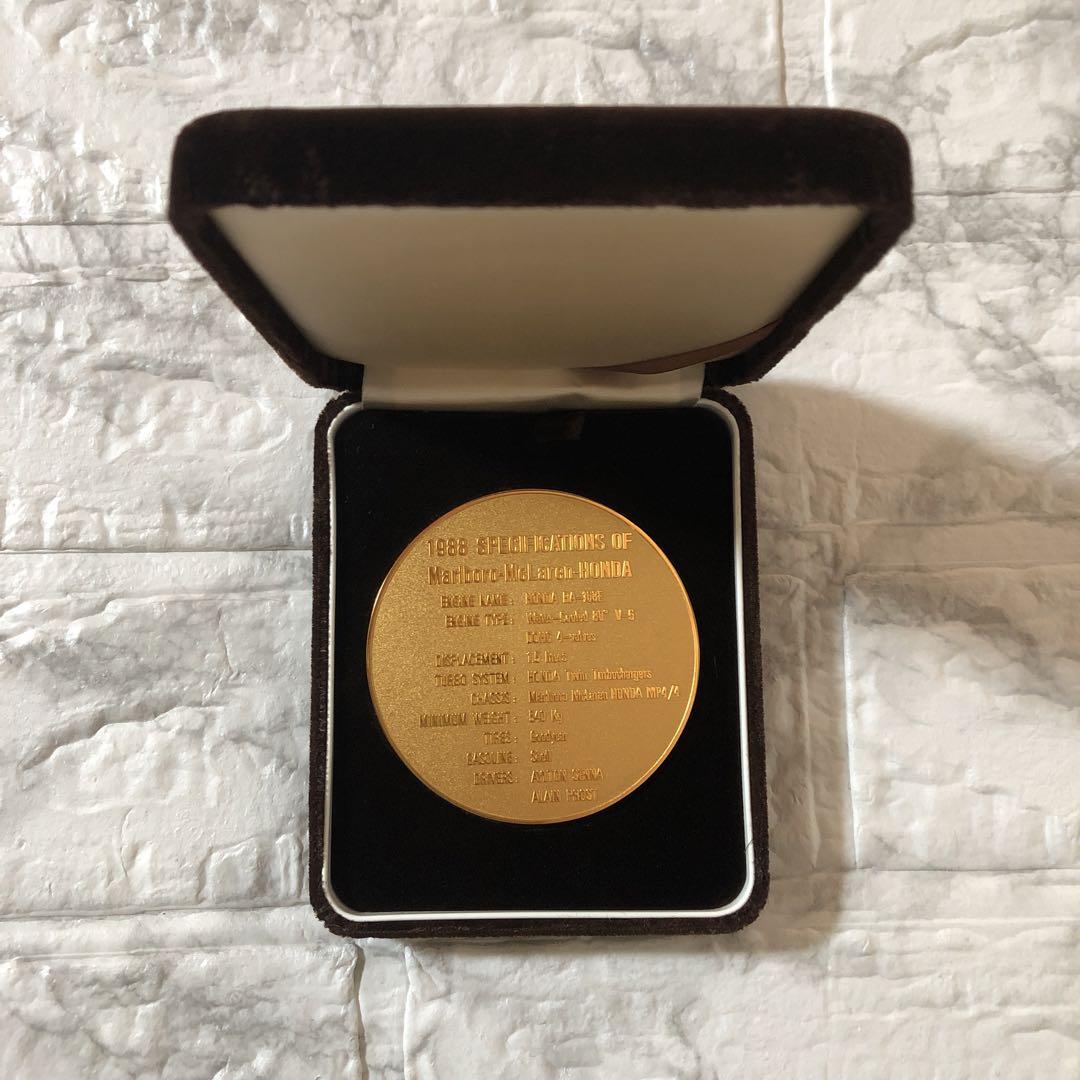 1988 SPECIFICATIONS OF
Marlboro-McLaren-HONDA
ENGINE NAME: HONDA RA-168E
ENGINE TYPE: Water-Cooled 80° V-6
DOHC 4-valves
DISPLACEMENT: 1.5 liters
TURBO SYSTEM: HONDA Twin Turbochargers
CHASSIS: Marlboro McLaren HONDA MP4/4
MINIMUM WEIGHT: 540 Kg
TIRES: Goodyear
GASOLINE: Shell
DRIVERS: AYRTON SENNA
ALAIN PROST